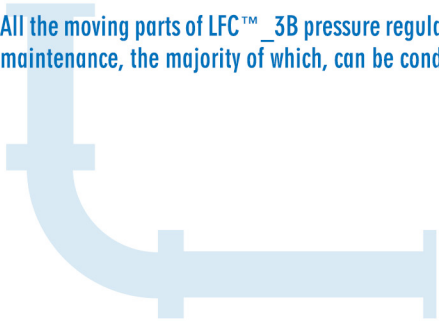 All the moving parts of LFC™_3B pressure regula
maintenance, the majority of which, can be cond